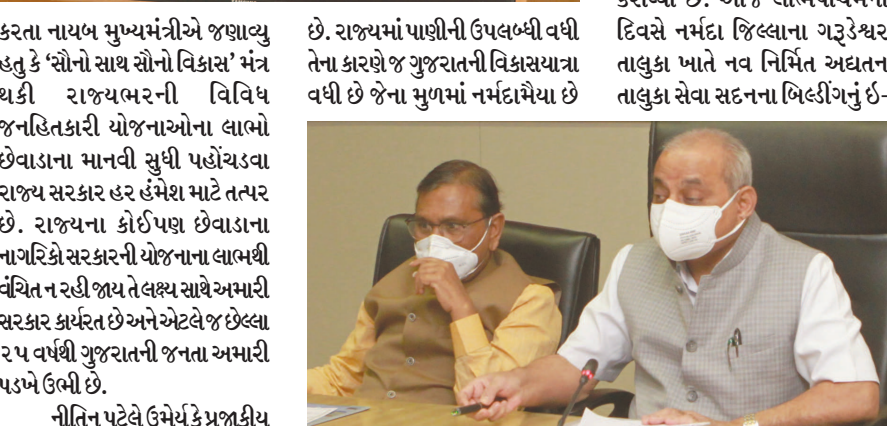 કરતા નાયબ મુખ્યમંત્રીએ જણાવ્યુ
હતુ કે ‘સૌનો સાથ સૌનો વિકાસ’ મંત્ર
થકી રાજ્યભરની વિવિધ
જનહિતકારી યોજનાઓના લાભો
છેવાડાના માનવી સુધી પહોંચડવા
રાજ્ય સરકાર હર હંમેશ માટે તત્પર
છે. રાજ્યના કોઈપણ છેવાડાના
નાગરિકો સરકારની યોજનાના લાભથી
વંચિત ન રહી જાય તે લક્ષ્ય સાથે અમારી
સરકાર કાર્યરત છે અને એટલે જ છેલ્લા
૨૫ વર્ષથી ગુજરાતની જનતા અમારી
પડખે ઉભી છે.
નીતિન પટેલે ઉમેર્યુ કે પ્રજાકીય
છે. રાજ્યમાં પાણીની ઉપલબ્ધી વધી
તેના કારણે જ ગુજરાતની વિકાસયાત્રા
વધી છે જેના મુળમાં નર્મદામૈયા છે
દિવસે નર્મદા જિલ્લાના ગરૂડેશ્વર
તાલુકા ખાતે નવ નિર્મિત અદ્યતન
તાલુકા સેવા સદનના બિલ્ડીંગનું ઇ-